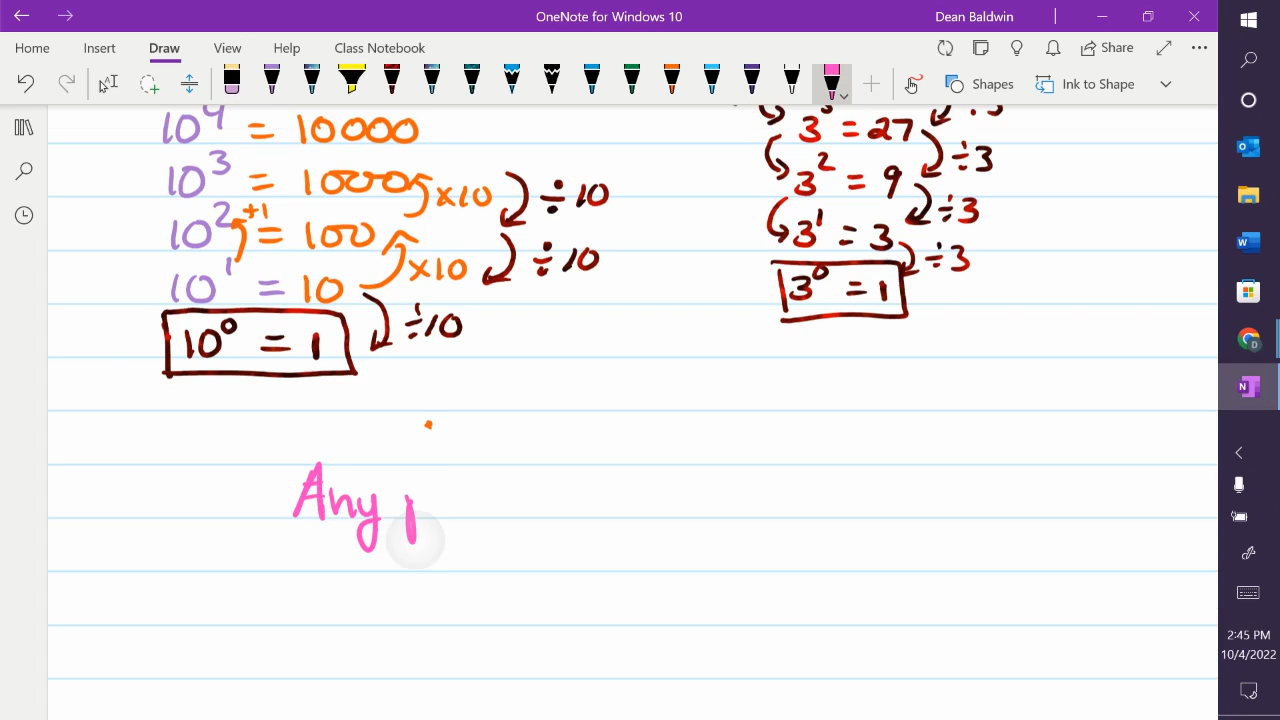 OneNote for Windows 10
Dean Baldwin
Home Insert Draw View Help Class Notebook
Share
Shapes
Ink to Shape
10⁴ = 10000
10³ = 1000 ×10 ÷10
+1
10² = 100 ×10 ÷10
10¹ = 10 ÷10
10⁰ = 1
÷3
3³ = 27 ÷3
3² = 9 ÷3
3¹ = 3 ÷3
3⁰ = 1
Any
2:45 PM
10/4/2022